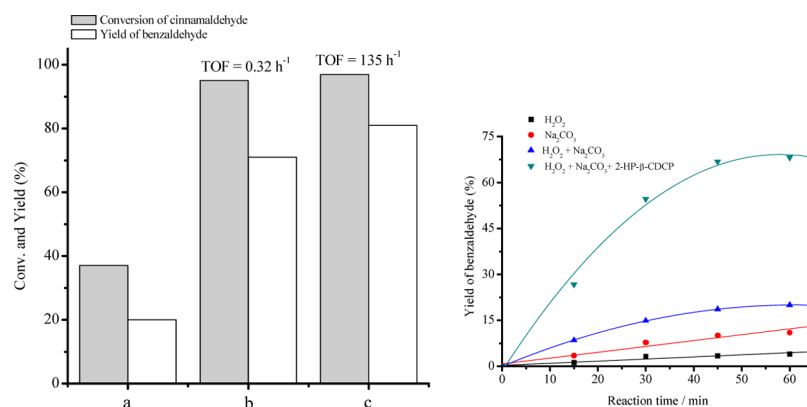 Conversion of cinnamaldehyde
Yield of benzaldehyde
TOF = 0.32 h⁻¹
TOF = 135 h⁻¹
Conv. and Yield (%)
100
80
60
40
20
0
a b c
H₂O₂
Na₂CO₃
H₂O₂ + Na₂CO₃
H₂O₂ + Na₂CO₃+ 2-HP-β-CDCP
Yield of benzaldehyde (%)
75
60
45
30
15
0
0 10 20 30 40 50 60
Reaction time / min